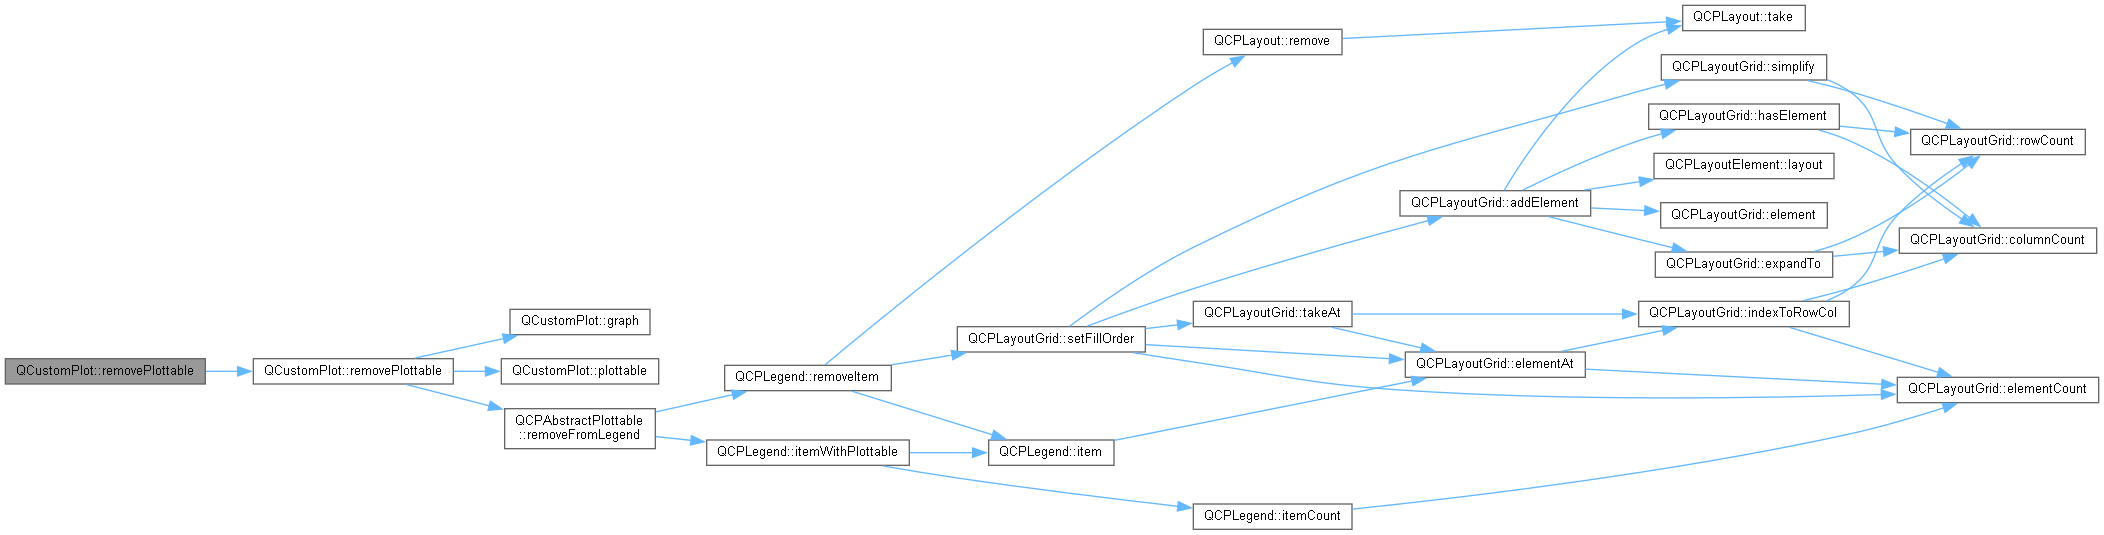 QCustomPlot::removePlottable
QCustomPlot::removePlottable
QCustomPlot::graph
QCustomPlot::plottable
QCPAbstractPlottable
::removeFromLegend
QCPLegend::removeItem
QCPLegend::itemWithPlottable
QCPLayoutGrid::setFillOrder
QCPLegend::item
QCPLayout::remove
QCPLayoutGrid::takeAt
QCPLegend::itemCount
QCPLayoutGrid::addElement
QCPLayoutGrid::elementAt
QCPLayout::take
QCPLayoutGrid::simplify
QCPLayoutGrid::hasElement
QCPLayoutElement::layout
QCPLayoutGrid::element
QCPLayoutGrid::expandTo
QCPLayoutGrid::indexToRowCol
QCPLayoutGrid::rowCount
QCPLayoutGrid::columnCount
QCPLayoutGrid::elementCount